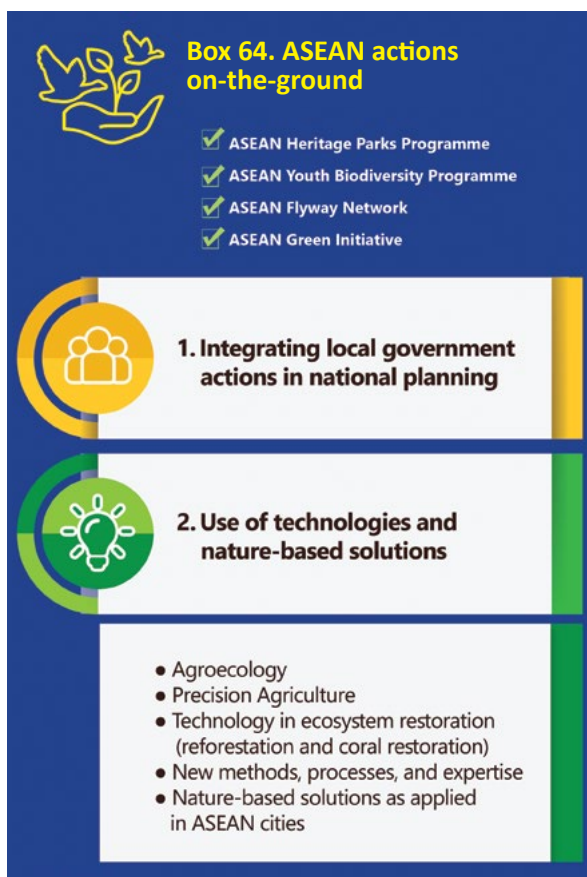 Box 64. ASEAN actions
on-the-ground
ASEAN Heritage Parks Programme
ASEAN Youth Biodiversity Programme
ASEAN Flyway Network
ASEAN Green Initiative
1. Integrating local government
actions in national planning
2. Use of technologies and
nature-based solutions
● Agroecology
● Precision Agriculture
● Technology in ecosystem restoration
(reforestation and coral restoration)
● New methods, processes, and expertise
● Nature-based solutions as applied
in ASEAN cities